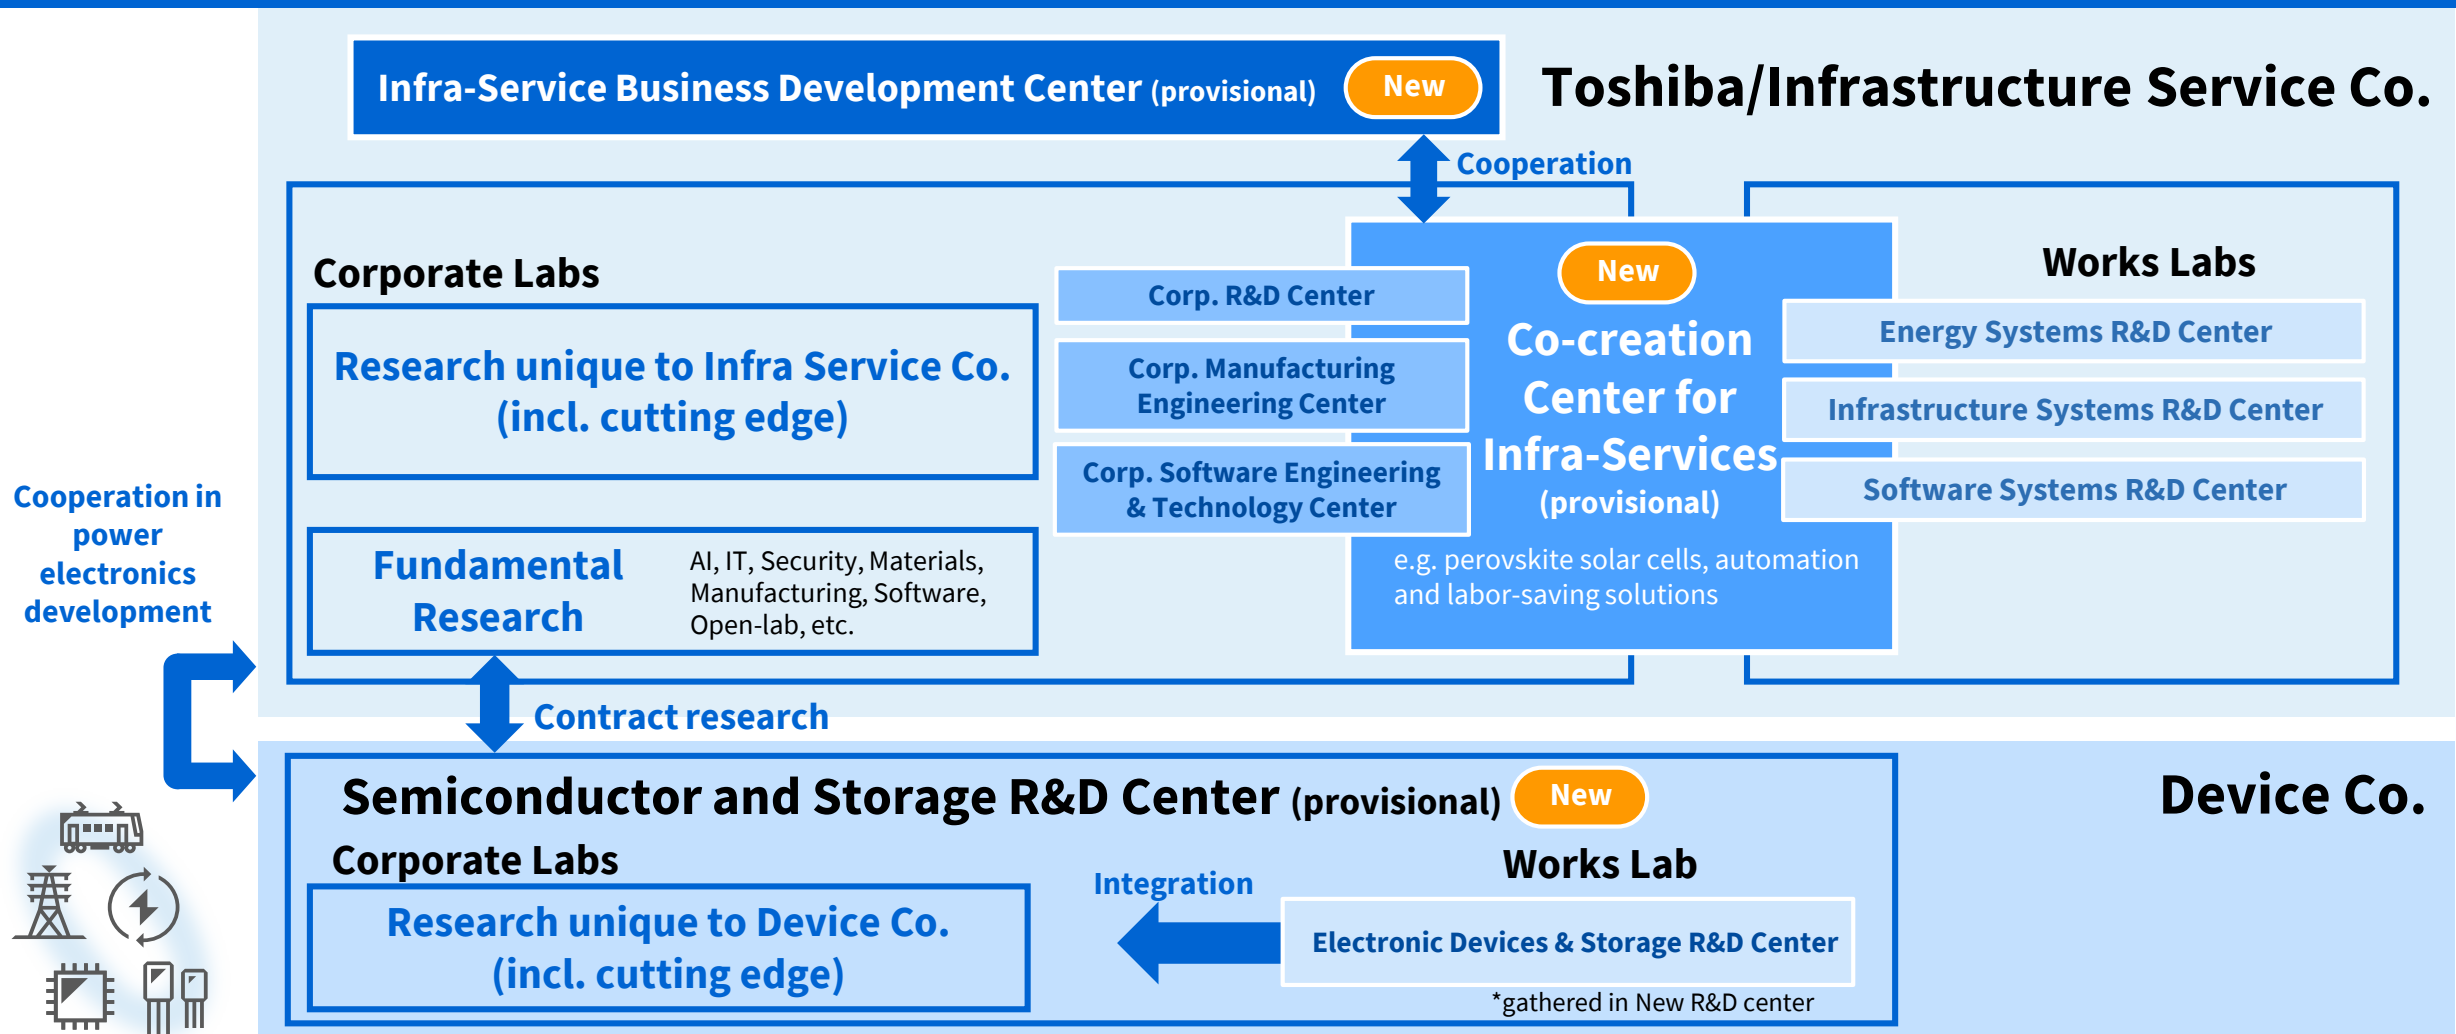 Infra-Service Business Development Center (provisional)
New
Toshiba/Infrastructure Service Co.
Cooperation
Corporate Labs
Research unique to Infra Service Co.
(incl. cutting edge)
Fundamental
Research
AI, IT, Security, Materials,
Manufacturing, Software,
Open-lab, etc.
Corp. R&D Center
Corp. Manufacturing
Engineering Center
Corp. Software Engineering
& Technology Center
New
Co-creation
Center for
Infra-Services
(provisional)
e.g. perovskite solar cells, automation
and labor-saving solutions
Works Labs
Energy Systems R&D Center
Infrastructure Systems R&D Center
Software Systems R&D Center
Cooperation in
power
electronics
development
Contract research
Semiconductor and Storage R&D Center (provisional)
New
Device Co.
Corporate Labs
Research unique to Device Co.
(incl. cutting edge)
Integration
Works Lab
Electronic Devices & Storage R&D Center
*gathered in New R&D center